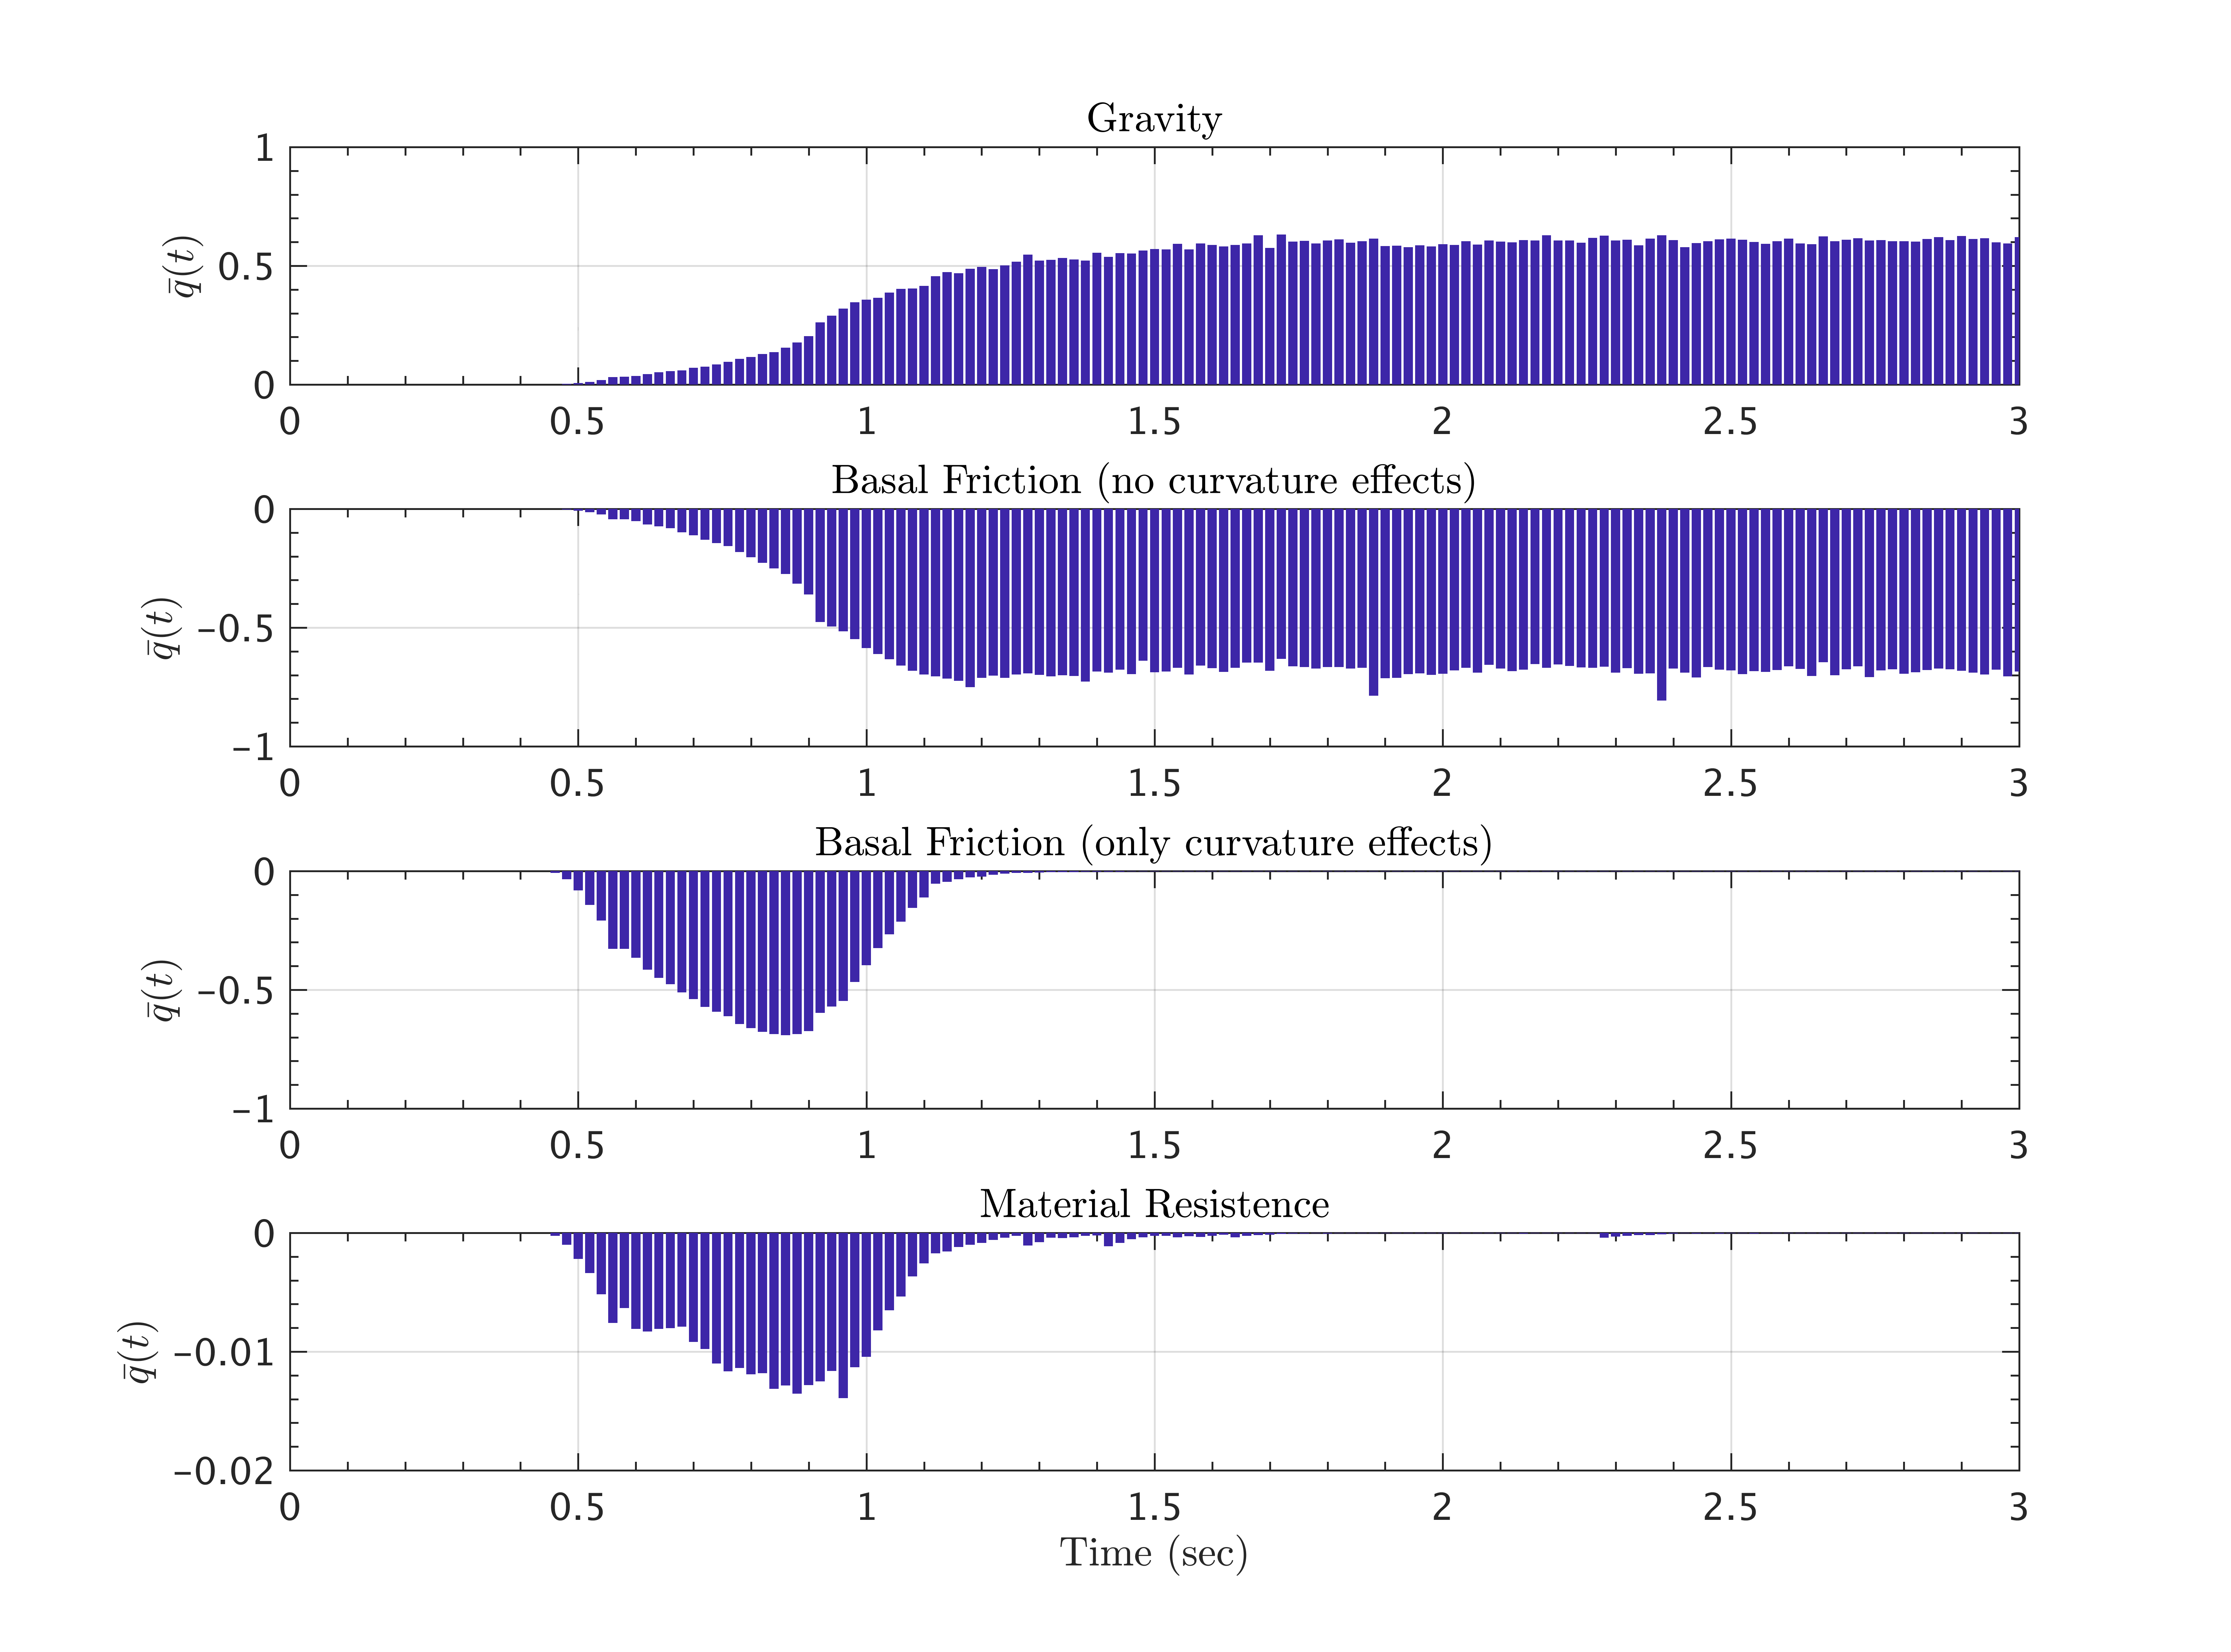 Gravity
1
0.5
0
q̄(t)
0 0.5 1 1.5 2 2.5 3
Basal Friction (no curvature effects)
0
−0.5
−1
q̄(t)
0 0.5 1 1.5 2 2.5 3
Basal Friction (only curvature effects)
0
−0.5
−1
q̄(t)
0 0.5 1 1.5 2 2.5 3
Material Resistence
0
−0.01
−0.02
q̄(t)
0 0.5 1 1.5 2 2.5 3
Time (sec)